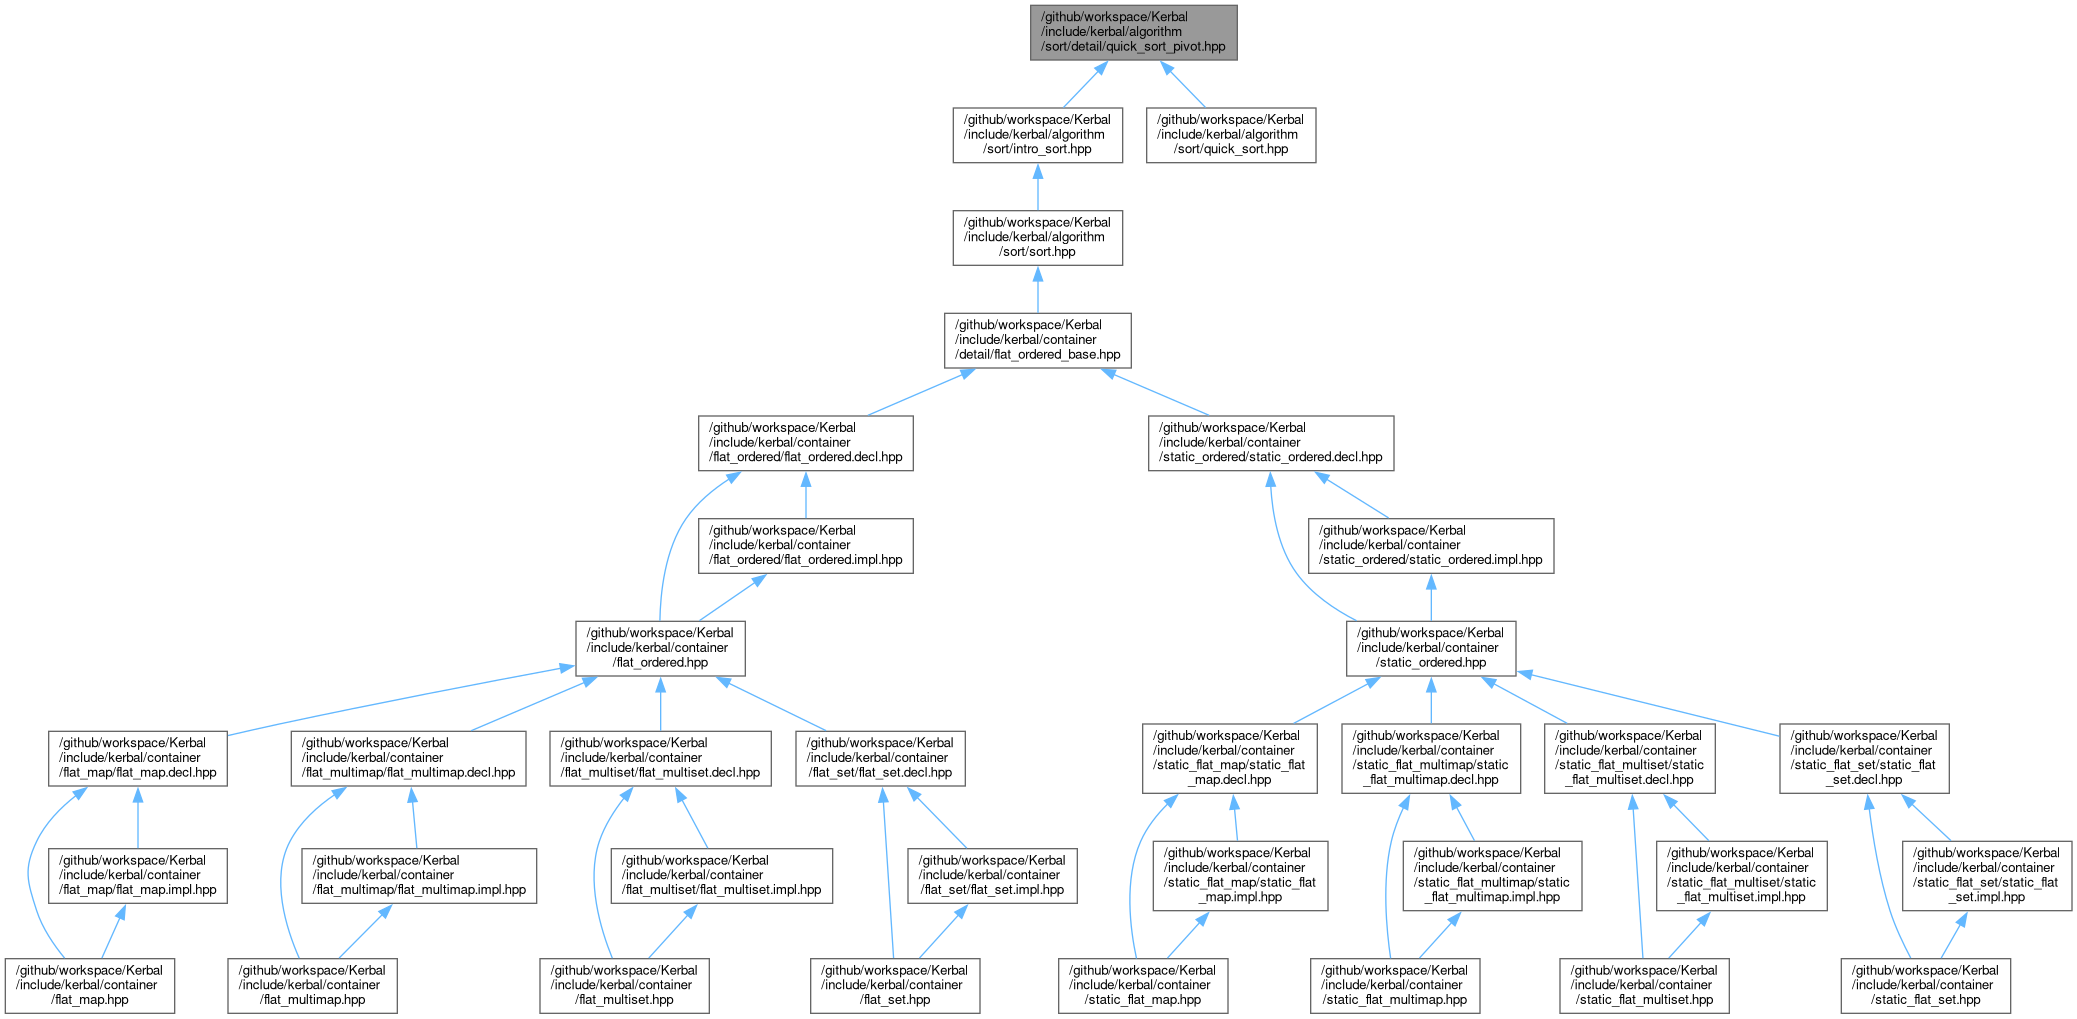 /github/workspace/Kerbal
/include/kerbal/algorithm
/sort/detail/quick_sort_pivot.hpp
/github/workspace/Kerbal
/include/kerbal/algorithm
/sort/intro_sort.hpp
/github/workspace/Kerbal
/include/kerbal/algorithm
/sort/quick_sort.hpp
/github/workspace/Kerbal
/include/kerbal/algorithm
/sort/sort.hpp
/github/workspace/Kerbal
/include/kerbal/container
/detail/flat_ordered_base.hpp
/github/workspace/Kerbal
/include/kerbal/container
/flat_ordered/flat_ordered.decl.hpp
/github/workspace/Kerbal
/include/kerbal/container
/static_ordered/static_ordered.decl.hpp
/github/workspace/Kerbal
/include/kerbal/container
/flat_ordered/flat_ordered.impl.hpp
/github/workspace/Kerbal
/include/kerbal/container
/static_ordered/static_ordered.impl.hpp
/github/workspace/Kerbal
/include/kerbal/container
/flat_ordered.hpp
/github/workspace/Kerbal
/include/kerbal/container
/static_ordered.hpp
/github/workspace/Kerbal
/include/kerbal/container
/flat_map/flat_map.decl.hpp
/github/workspace/Kerbal
/include/kerbal/container
/flat_multimap/flat_multimap.decl.hpp
/github/workspace/Kerbal
/include/kerbal/container
/flat_multiset/flat_multiset.decl.hpp
/github/workspace/Kerbal
/include/kerbal/container
/flat_set/flat_set.decl.hpp
/github/workspace/Kerbal
/include/kerbal/container
/static_flat_map/static_flat
_map.decl.hpp
/github/workspace/Kerbal
/include/kerbal/container
/static_flat_multimap/static
_flat_multimap.decl.hpp
/github/workspace/Kerbal
/include/kerbal/container
/static_flat_multiset/static
_flat_multiset.decl.hpp
/github/workspace/Kerbal
/include/kerbal/container
/static_flat_set/static_flat
_set.decl.hpp
/github/workspace/Kerbal
/include/kerbal/container
/flat_map/flat_map.impl.hpp
/github/workspace/Kerbal
/include/kerbal/container
/flat_multimap/flat_multimap.impl.hpp
/github/workspace/Kerbal
/include/kerbal/container
/flat_multiset/flat_multiset.impl.hpp
/github/workspace/Kerbal
/include/kerbal/container
/flat_set/flat_set.impl.hpp
/github/workspace/Kerbal
/include/kerbal/container
/static_flat_map/static_flat
_map.impl.hpp
/github/workspace/Kerbal
/include/kerbal/container
/static_flat_multimap/static
_flat_multimap.impl.hpp
/github/workspace/Kerbal
/include/kerbal/container
/static_flat_multiset/static
_flat_multiset.impl.hpp
/github/workspace/Kerbal
/include/kerbal/container
/static_flat_set/static_flat
_set.impl.hpp
/github/workspace/Kerbal
/include/kerbal/container
/flat_map.hpp
/github/workspace/Kerbal
/include/kerbal/container
/flat_multimap.hpp
/github/workspace/Kerbal
/include/kerbal/container
/flat_multiset.hpp
/github/workspace/Kerbal
/include/kerbal/container
/flat_set.hpp
/github/workspace/Kerbal
/include/kerbal/container
/static_flat_map.hpp
/github/workspace/Kerbal
/include/kerbal/container
/static_flat_multimap.hpp
/github/workspace/Kerbal
/include/kerbal/container
/static_flat_multiset.hpp
/github/workspace/Kerbal
/include/kerbal/container
/static_flat_set.hpp